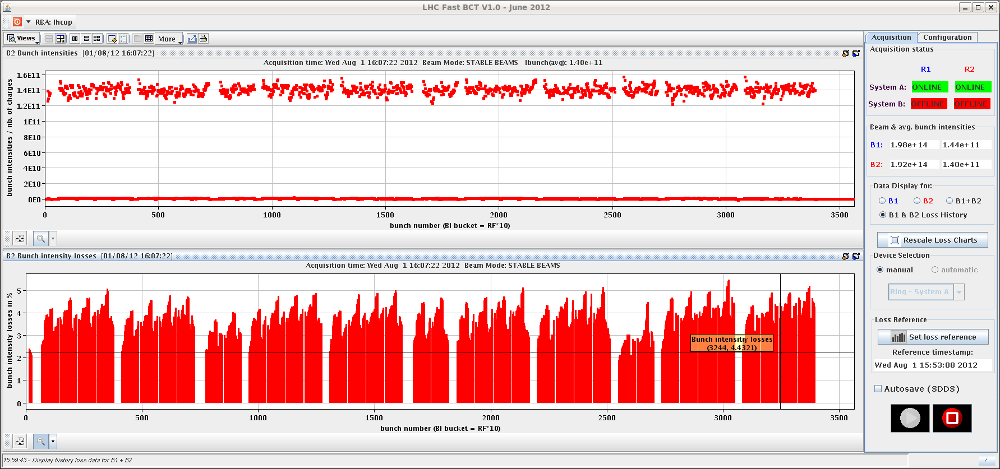 LHC Fast BCT V1.0 - June 2012
RBA: lhcop
Views
More
B2 Bunch intensities [01/08/12 16:07:22]
Acquisition time: Wed Aug 1 16:07:22 2012 Beam Mode: STABLE BEAMS Ibunch(avg): 1.40e+11
bunch intensities / nb. of charges
1.6E11
1.4E11
1.2E11
1E11
8E10
6E10
4E10
2E10
0E0
0 500 1000 1500 2000 2500 3000 3500
bunch number (BI bucket = RF*10)
B2 Bunch intensity losses [01/08/12 16:07:22]
Acquisition time: Wed Aug 1 16:07:22 2012 Beam Mode: STABLE BEAMS
bunch intensity losses in %
5
4
3
2
1
0
Bunch intensitiy losses
(3244, 4.4321)
0 500 1000 1500 2000 2500 3000 3500
bunch number (BI bucket = RF*10)
15:59:43 - Display history loss data for B1 + B2
Acquisition Configuration
Acquisition status
R1 R2
System A: ONLINE ONLINE
System B: OFFLINE OFFLINE
Beam & avg. bunch intensities
B1: 1.98e+14 1.44e+11
B2: 1.92e+14 1.40e+11
Data Display for:
B1 B2 B1+B2
B1 & B2 Loss History
Rescale Loss Charts
Device Selection
manual automatic
Ring - System A
Loss Reference
Set loss reference
Reference timestamp:
Wed Aug 1 15:53:08 2012
Autosave (SDDS)